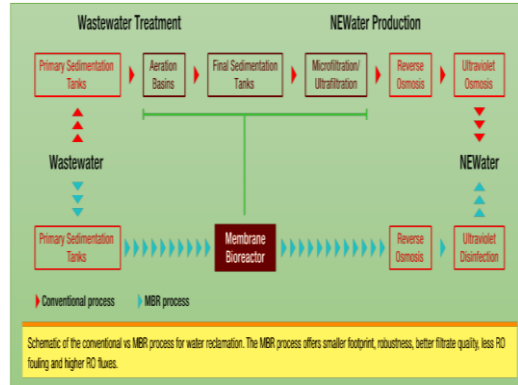 Wastewater Treatment
NEWater Production
Primary Sedimentation
Tanks
Aeration
Basins
Final Sedimentation
Tanks
Microfiltration/
Ultrafiltration
Reverse
Osmosis
Ultraviolet
Osmosis
Wastewater
NEWater
Primary Sedimentation
Tanks
Membrane
Bioreactor
Reverse
Osmosis
Ultraviolet
Disinfection
Conventional process
MBR process
Schematic of the conventional vs MBR process for water reclamation. The MBR process offers smaller footprint, robustness, better filtrate quality, less RO
fouling and higher RO fluxes.